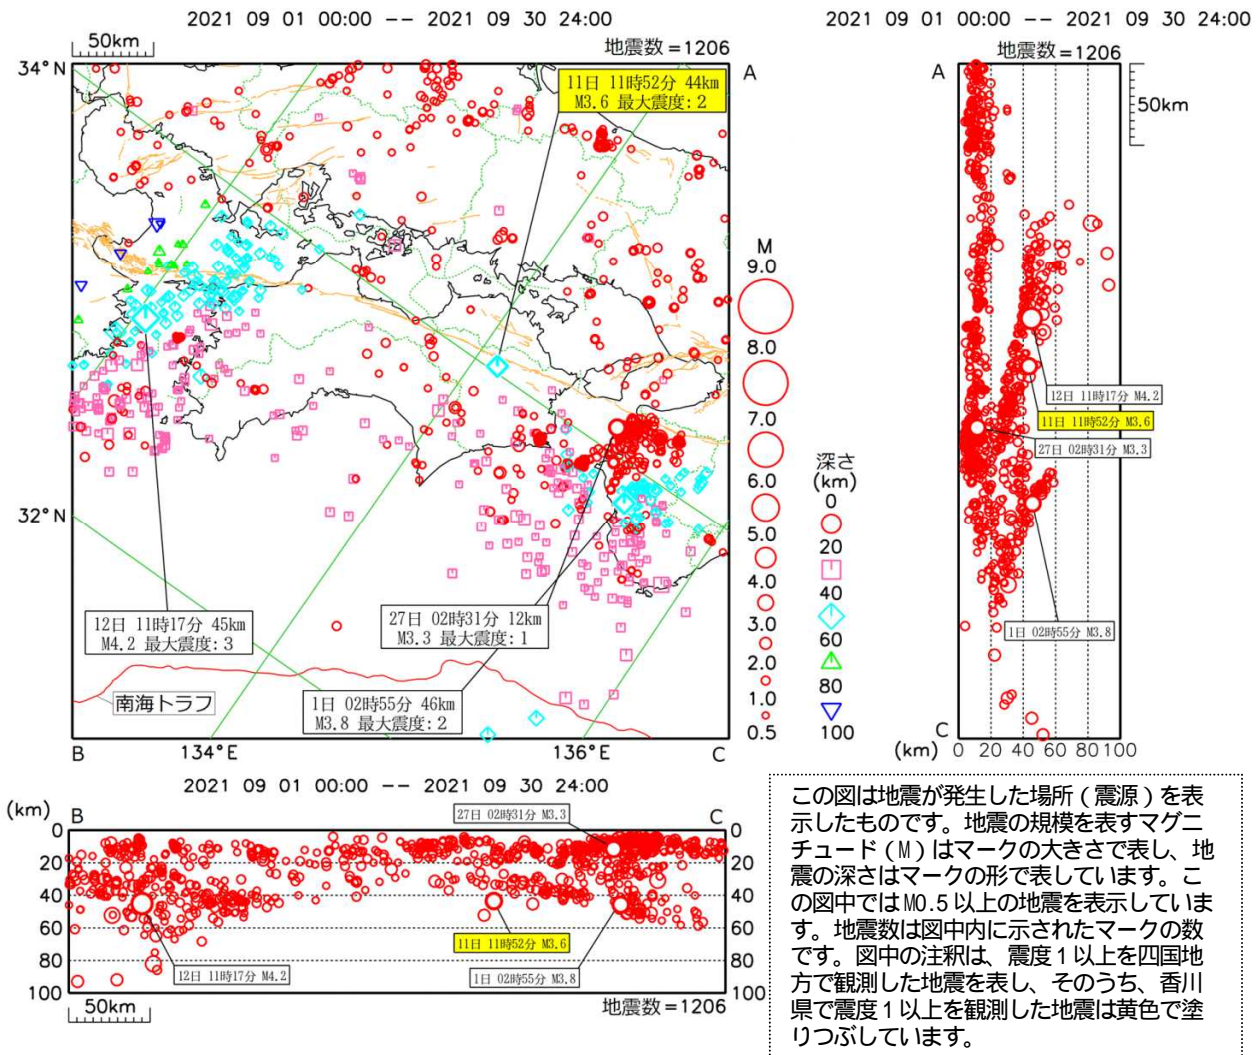 2021 09 01 00:00 -- 2021 09 30 24:00
50km
地震数=1206
34°N
32°N
A
B
C
134°E
136°E
11日 11時52分 44km
M3.6 最大震度:2
12日 11時17分 45km
M4.2 最大震度:3
27日 02時31分 12km
M3.3 最大震度:1
1日 02時55分 46km
M3.8 最大震度:2
南海トラフ
M
9.0
8.0
7.0
6.0
5.0
4.0
3.0
2.0
1.0
0.5
深さ
(km)
0
20
40
60
80
100
2021 09 01 00:00 -- 2021 09 30 24:00
地震数=1206
A
50km
12日 11時17分 M4.2
11日 11時52分 M3.6
27日 02時31分 M3.3
1日 02時55分 M3.8
C
(km) 0 20 40 60 80 100
2021 09 01 00:00 -- 2021 09 30 24:00
(km)
B
C
27日 02時31分 M3.3
0 0
20 20
40 40
60 60
80 80
100 100
11日 11時52分 M3.6
12日 11時17分 M4.2
1日 02時55分 M3.8
50km
地震数=1206
この図は地震が発生した場所(震源)を表
示したものです。地震の規模を表すマグニ
チュード(M)はマークの大きさで表し、地
震の深さはマークの形で表しています。こ
の図中ではM0.5以上の地震を表示していま
す。地震数は図中内に示されたマークの数
です。図中の注釈は、震度1以上を四国地
方で観測した地震を表し、そのうち、香川
県で震度1以上を観測した地震は黄色で塗
りつぶしています。